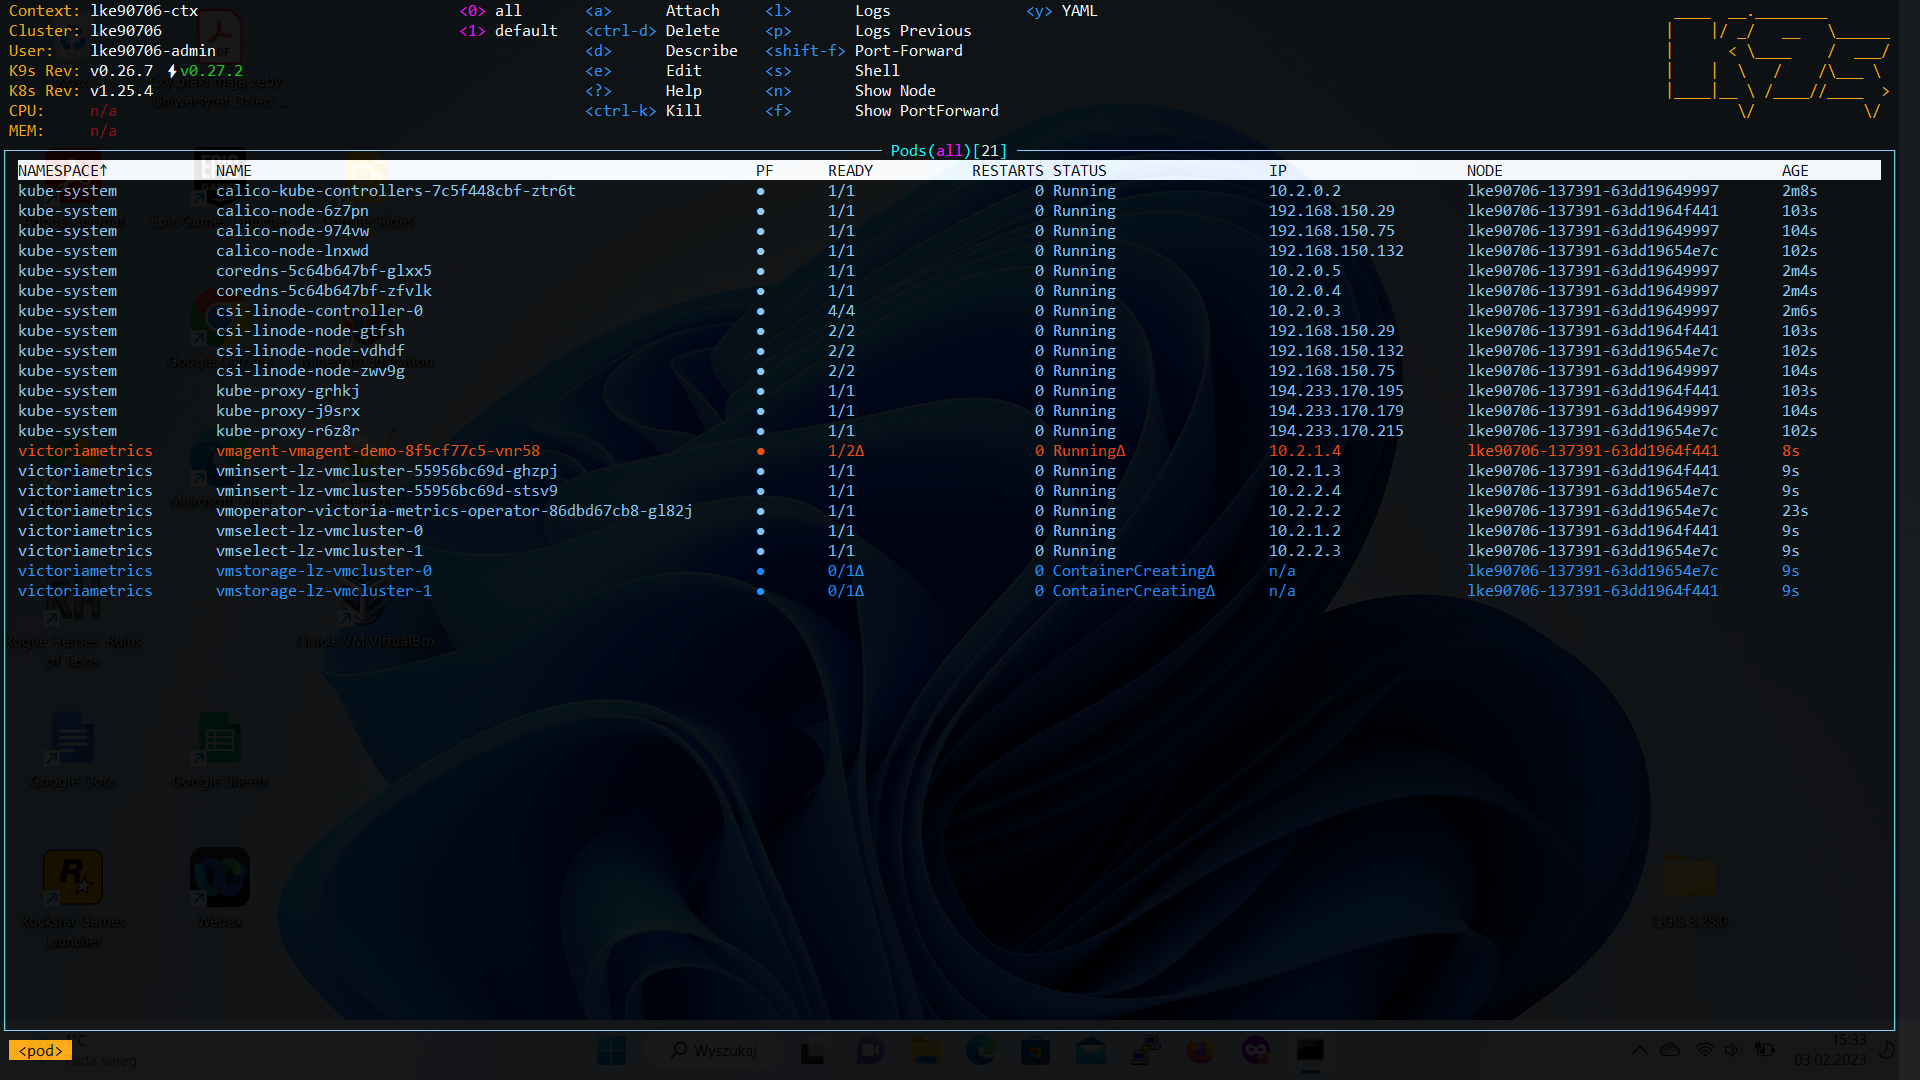 Context: lke90706-ctx <0> all <a> Attach <l> Logs <y> YAML
Cluster: lke90706 <1> default <ctrl-d> Delete <p> Logs Previous
User: lke90706-admin <d> Describe <shift-f> Port-Forward
K9s Rev: v0.26.7 ⚡v0.27.2 <e> Edit <s> Shell
K8s Rev: v1.25.4 <?> Help <n> Show Node
CPU: n/a <ctrl-k> Kill <f> Show PortForward
MEM: n/a
Pods(all)[21]
NAMESPACE↑ NAME PF READY RESTARTS STATUS IP NODE AGE
kube-system calico-kube-controllers-7c5f448cbf-ztr6t ● 1/1 0 Running 10.2.0.2 lke90706-137391-63dd19649997 2m8s
kube-system calico-node-6z7pn ● 1/1 0 Running 192.168.150.29 lke90706-137391-63dd1964f441 103s
kube-system calico-node-974vw ● 1/1 0 Running 192.168.150.75 lke90706-137391-63dd19649997 104s
kube-system calico-node-lnxwd ● 1/1 0 Running 192.168.150.132 lke90706-137391-63dd19654e7c 102s
kube-system coredns-5c64b647bf-glxx5 ● 1/1 0 Running 10.2.0.5 lke90706-137391-63dd19649997 2m4s
kube-system coredns-5c64b647bf-zfvlk ● 1/1 0 Running 10.2.0.4 lke90706-137391-63dd19649997 2m4s
kube-system csi-linode-controller-0 ● 4/4 0 Running 10.2.0.3 lke90706-137391-63dd19649997 2m6s
kube-system csi-linode-node-gtfsh ● 2/2 0 Running 192.168.150.29 lke90706-137391-63dd1964f441 103s
kube-system csi-linode-node-vdhdf ● 2/2 0 Running 192.168.150.132 lke90706-137391-63dd19654e7c 102s
kube-system csi-linode-node-zwv9g ● 2/2 0 Running 192.168.150.75 lke90706-137391-63dd19649997 104s
kube-system kube-proxy-grhkj ● 1/1 0 Running 194.233.170.195 lke90706-137391-63dd1964f441 103s
kube-system kube-proxy-j9srx ● 1/1 0 Running 194.233.170.179 lke90706-137391-63dd19649997 104s
kube-system kube-proxy-r6z8r ● 1/1 0 Running 194.233.170.215 lke90706-137391-63dd19654e7c 102s
victoriametrics vmagent-vmagent-demo-8f5cf77c5-vnr58 ● 1/2Δ 0 RunningΔ 10.2.1.4 lke90706-137391-63dd1964f441 8s
victoriametrics vminsert-lz-vmcluster-55956bc69d-ghzpj ● 1/1 0 Running 10.2.1.3 lke90706-137391-63dd1964f441 9s
victoriametrics vminsert-lz-vmcluster-55956bc69d-stsv9 ● 1/1 0 Running 10.2.2.4 lke90706-137391-63dd19654e7c 9s
victoriametrics vmoperator-victoria-metrics-operator-86dbd67cb8-gl82j ● 1/1 0 Running 10.2.2.2 lke90706-137391-63dd19654e7c 23s
victoriametrics vmselect-lz-vmcluster-0 ● 1/1 0 Running 10.2.1.2 lke90706-137391-63dd1964f441 9s
victoriametrics vmselect-lz-vmcluster-1 ● 1/1 0 Running 10.2.2.3 lke90706-137391-63dd19654e7c 9s
victoriametrics vmstorage-lz-vmcluster-0 ● 0/1Δ 0 ContainerCreatingΔ n/a lke90706-137391-63dd19654e7c 9s
victoriametrics vmstorage-lz-vmcluster-1 ● 0/1Δ 0 ContainerCreatingΔ n/a lke90706-137391-63dd1964f441 9s
Rogue Heroes Ruins
of Tasos
Oracle VM VirtualBox
Google Docs
Google Sheets
Rockstar Games
Launcher
Webex
QGIS 3.28.0
<pod>
śnieg
Wyszukaj
15:33
03.02.2023